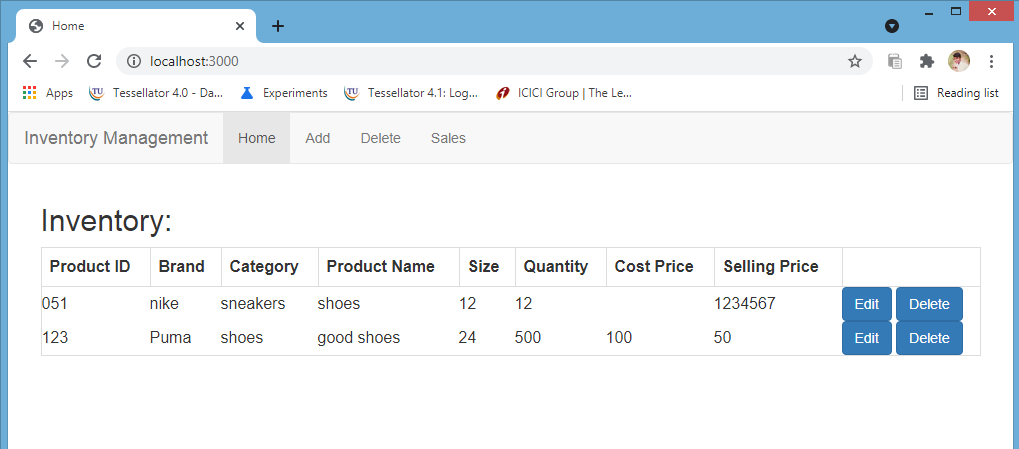 Home
localhost:3000
Apps Tessellator 4.0 - Da... Experiments Tessellator 4.1: Log... ICICI Group | The Le... Reading list
Inventory Management Home Add Delete Sales
Inventory:
Product ID Brand Category Product Name Size Quantity Cost Price Selling Price
051 nike sneakers shoes 12 12 1234567 Edit Delete
123 Puma shoes good shoes 24 500 100 50 Edit Delete